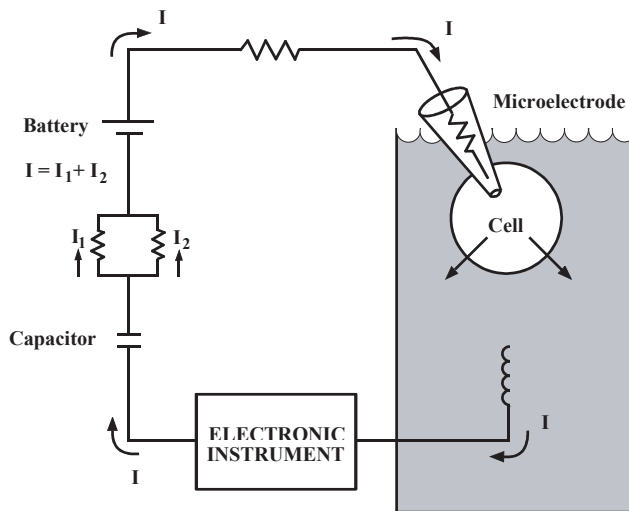 I
I
Microelectrode
Battery
I = I₁+ I₂
I₁
I₂
Cell
Capacitor
I
ELECTRONIC
INSTRUMENT
I